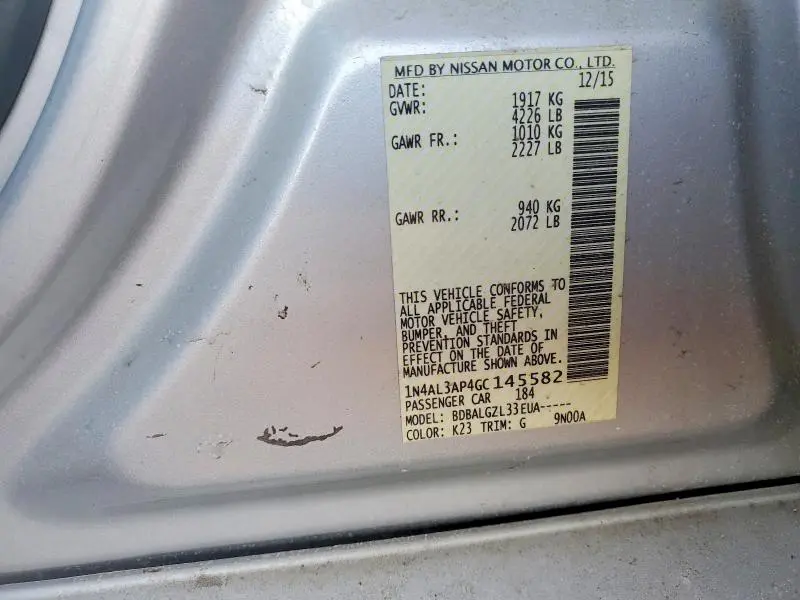 MFD BY NISSAN MOTOR CO., LTD.
DATE: 12/15
GVWR: 1917 KG
4226 LB
GAWR FR.: 1010 KG
2227 LB
GAWR RR.: 940 KG
2072 LB
THIS VEHICLE CONFORMS TO
ALL APPLICABLE FEDERAL
MOTOR VEHICLE SAFETY,
BUMPER, AND THEFT
PREVENTION STANDARDS IN
EFFECT ON THE DATE OF
MANUFACTURE SHOWN ABOVE.
1N4AL3AP4GC145582
PASSENGER CAR 184
MODEL: BDBALGZL33EUA-----
COLOR: K23 TRIM: G 9N00A